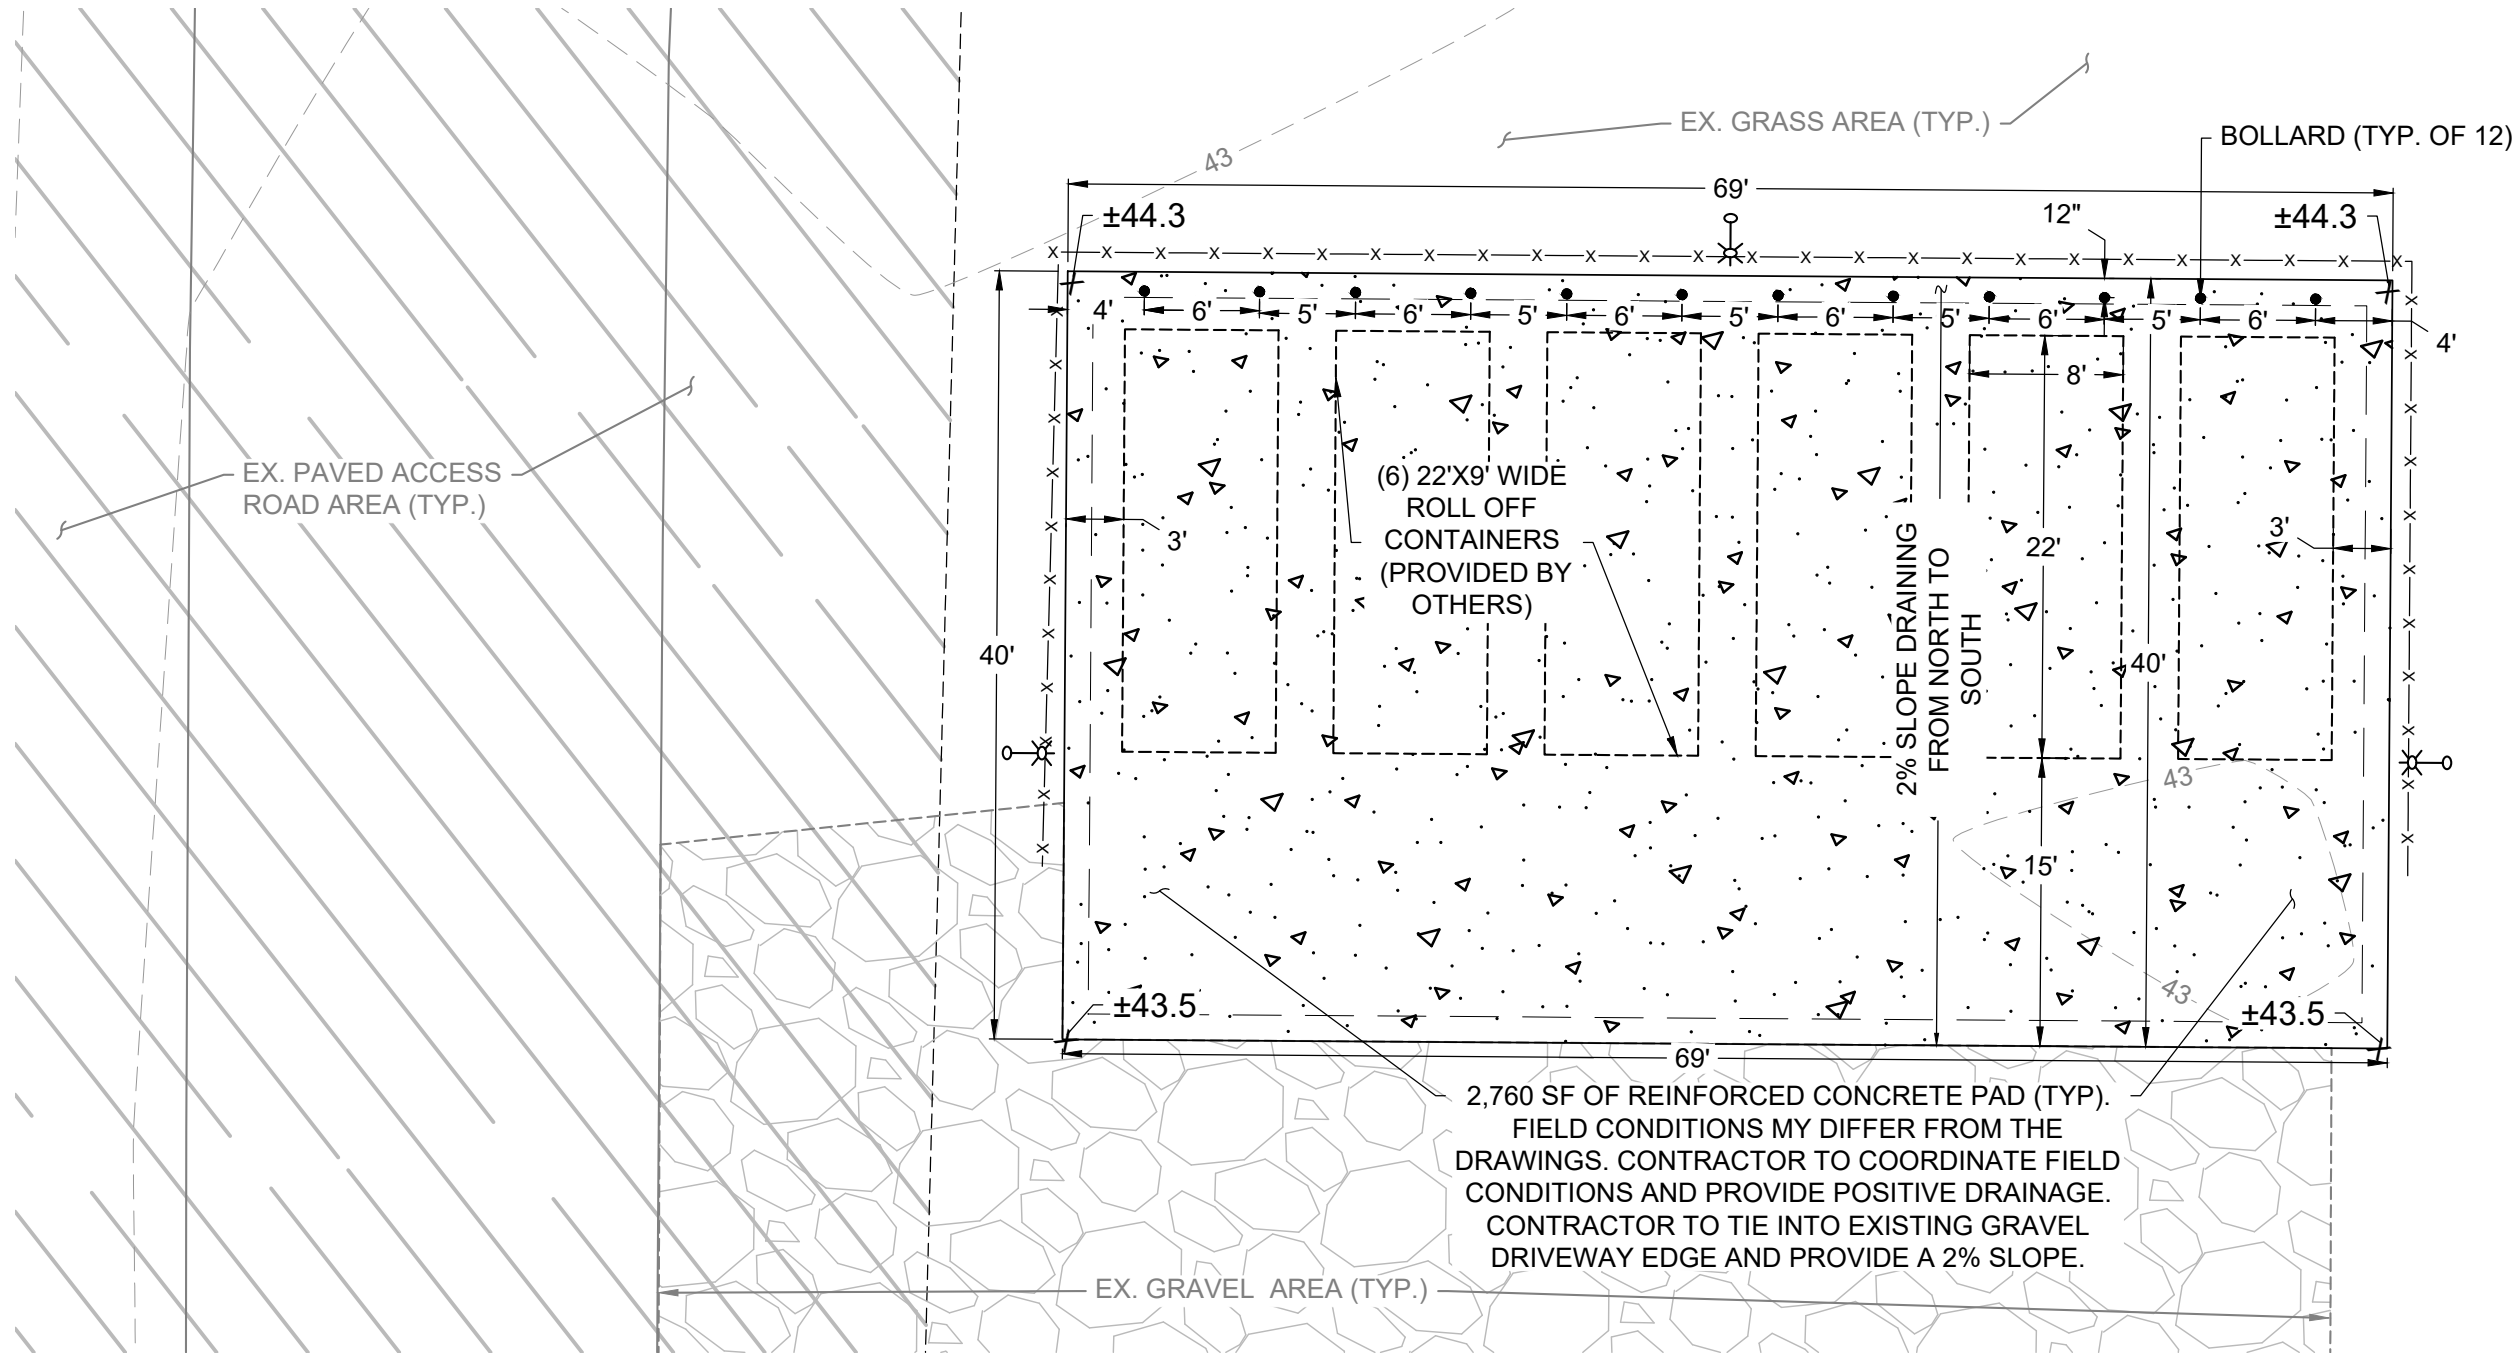 EX. GRASS AREA (TYP.)
BOLLARD (TYP. OF 12)
43
69'
±44.3
12"
±44.3
x x x x x x x x x x x x x x x x x x x x x x x x x x
4' 6' 5' 6' 5' 6' 5' 6' 5' 6' 5' 6' 4'
8'
EX. PAVED ACCESS
ROAD AREA (TYP.)
(6) 22'X9' WIDE
ROLL OFF
CONTAINERS
(PROVIDED BY
OTHERS)
3'
3'
22'
2% SLOPE DRAINING
FROM NORTH TO
SOUTH
40'
40'
43
15'
43
±43.5
±43.5
69'
2,760 SF OF REINFORCED CONCRETE PAD (TYP).
FIELD CONDITIONS MY DIFFER FROM THE
DRAWINGS. CONTRACTOR TO COORDINATE FIELD
CONDITIONS AND PROVIDE POSITIVE DRAINAGE.
CONTRACTOR TO TIE INTO EXISTING GRAVEL
DRIVEWAY EDGE AND PROVIDE A 2% SLOPE.
EX. GRAVEL AREA (TYP.)